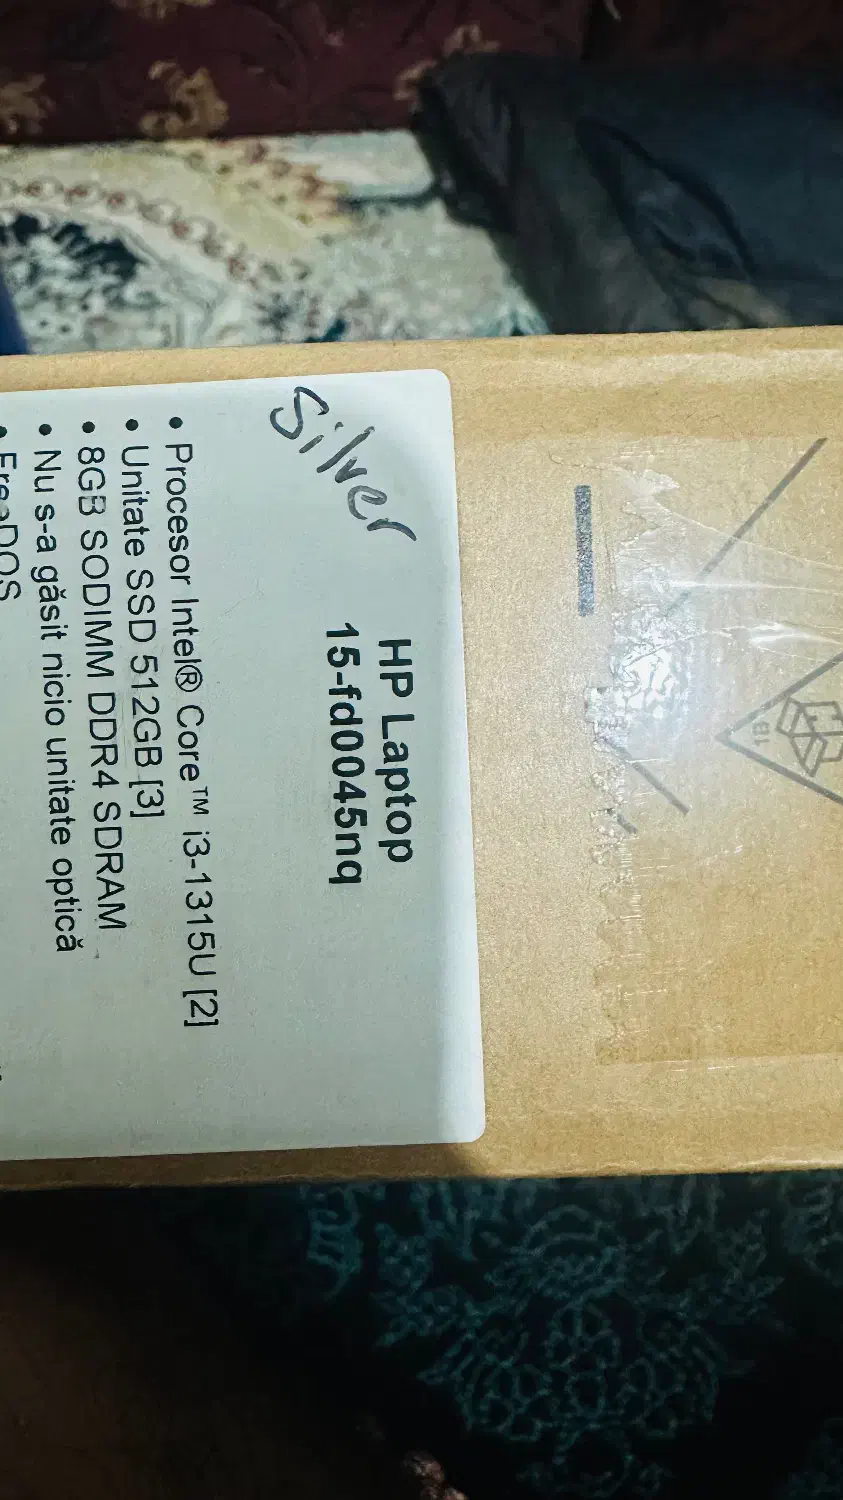 Silver
HP Laptop
15-fd0045nq
• Procesor Intel® Core™ i3-1315U [2]
• Unitate SSD 512GB [3]
• 8GB SODIMM DDR4 SDRAM
• Nu s-a găsit nicio unitate optică
• FreeDOS